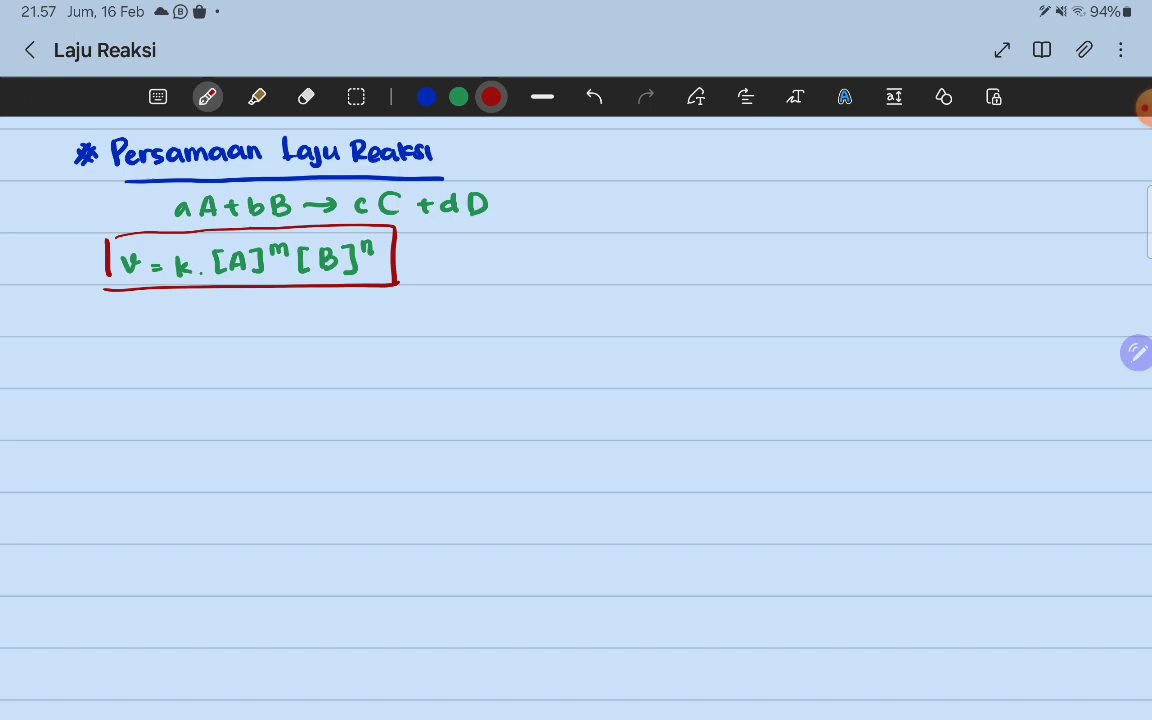 21.57 Jum, 16 Feb
94%
Laju Reaksi
* Persamaan Laju Reaksi
aA + bB → cC + dD
v = k . [A]^m [B]^n